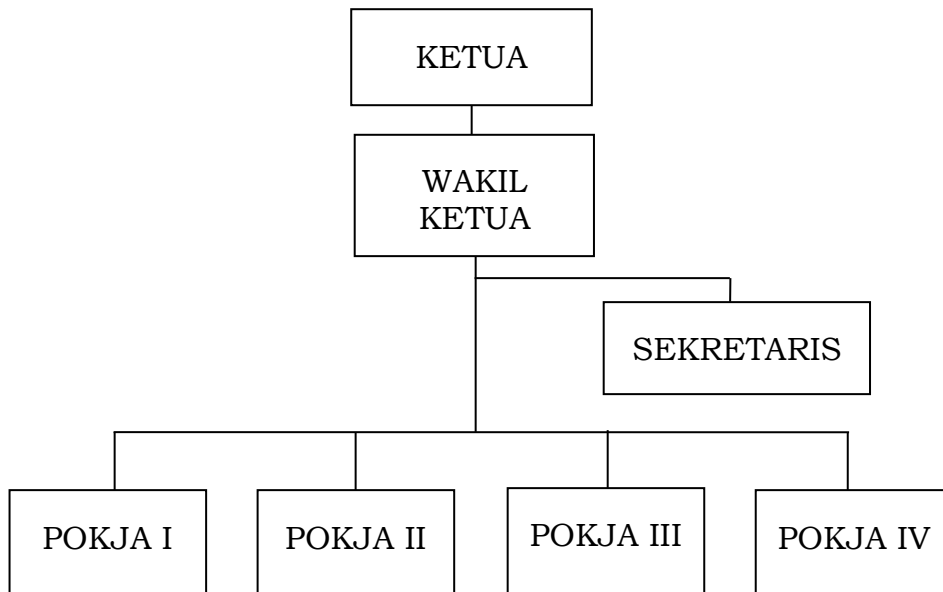 KETUA
WAKIL
KETUA
SEKRETARIS
POKJA I
POKJA II
POKJA III
POKJA IV